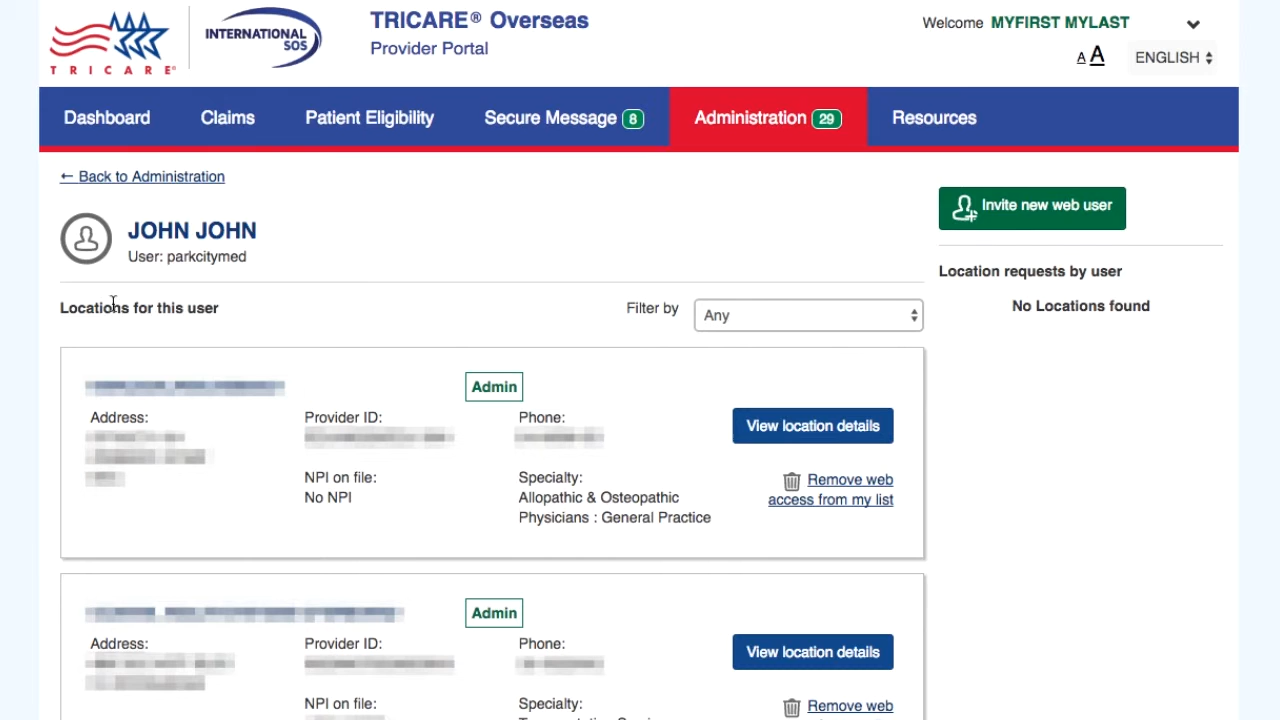 TRICARE®
INTERNATIONAL
SOS
TRICARE® Overseas
Provider Portal
Welcome MYFIRST MYLAST
A A
ENGLISH
Dashboard
Claims
Patient Eligibility
Secure Message 8
Administration 29
Resources
← Back to Administration
Invite new web user
JOHN JOHN
User: parkcitymed
Location requests by user
No Locations found
Locations for this user
Filter by
Any
Admin
Address:
Provider ID:
Phone:
View location details
NPI on file:
No NPI
Specialty:
Allopathic & Osteopathic
Physicians : General Practice
Remove web
access from my list
Admin
Address:
Provider ID:
Phone:
View location details
NPI on file:
Specialty:
Remove web